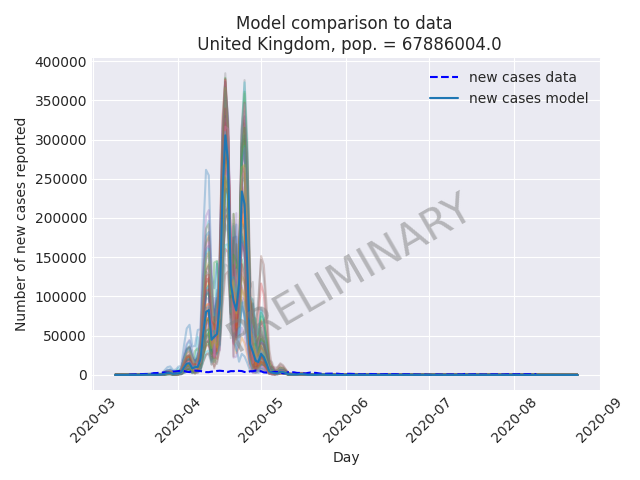 Model comparison to data
United Kingdom, pop. = 67886004.0
400000
350000
300000
250000
200000
150000
100000
50000
0
Number of new cases reported
new cases data
new cases model
PRELIMINARY
2020-03
2020-04
2020-05
2020-06
2020-07
2020-08
2020-09
Day